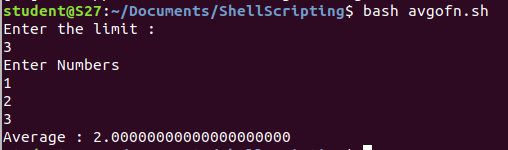 student@S27:~/Documents/ShellScripting$ bash avgofn.sh
Enter the limit :
3
Enter Numbers
1
2
3
Average : 2.00000000000000000000